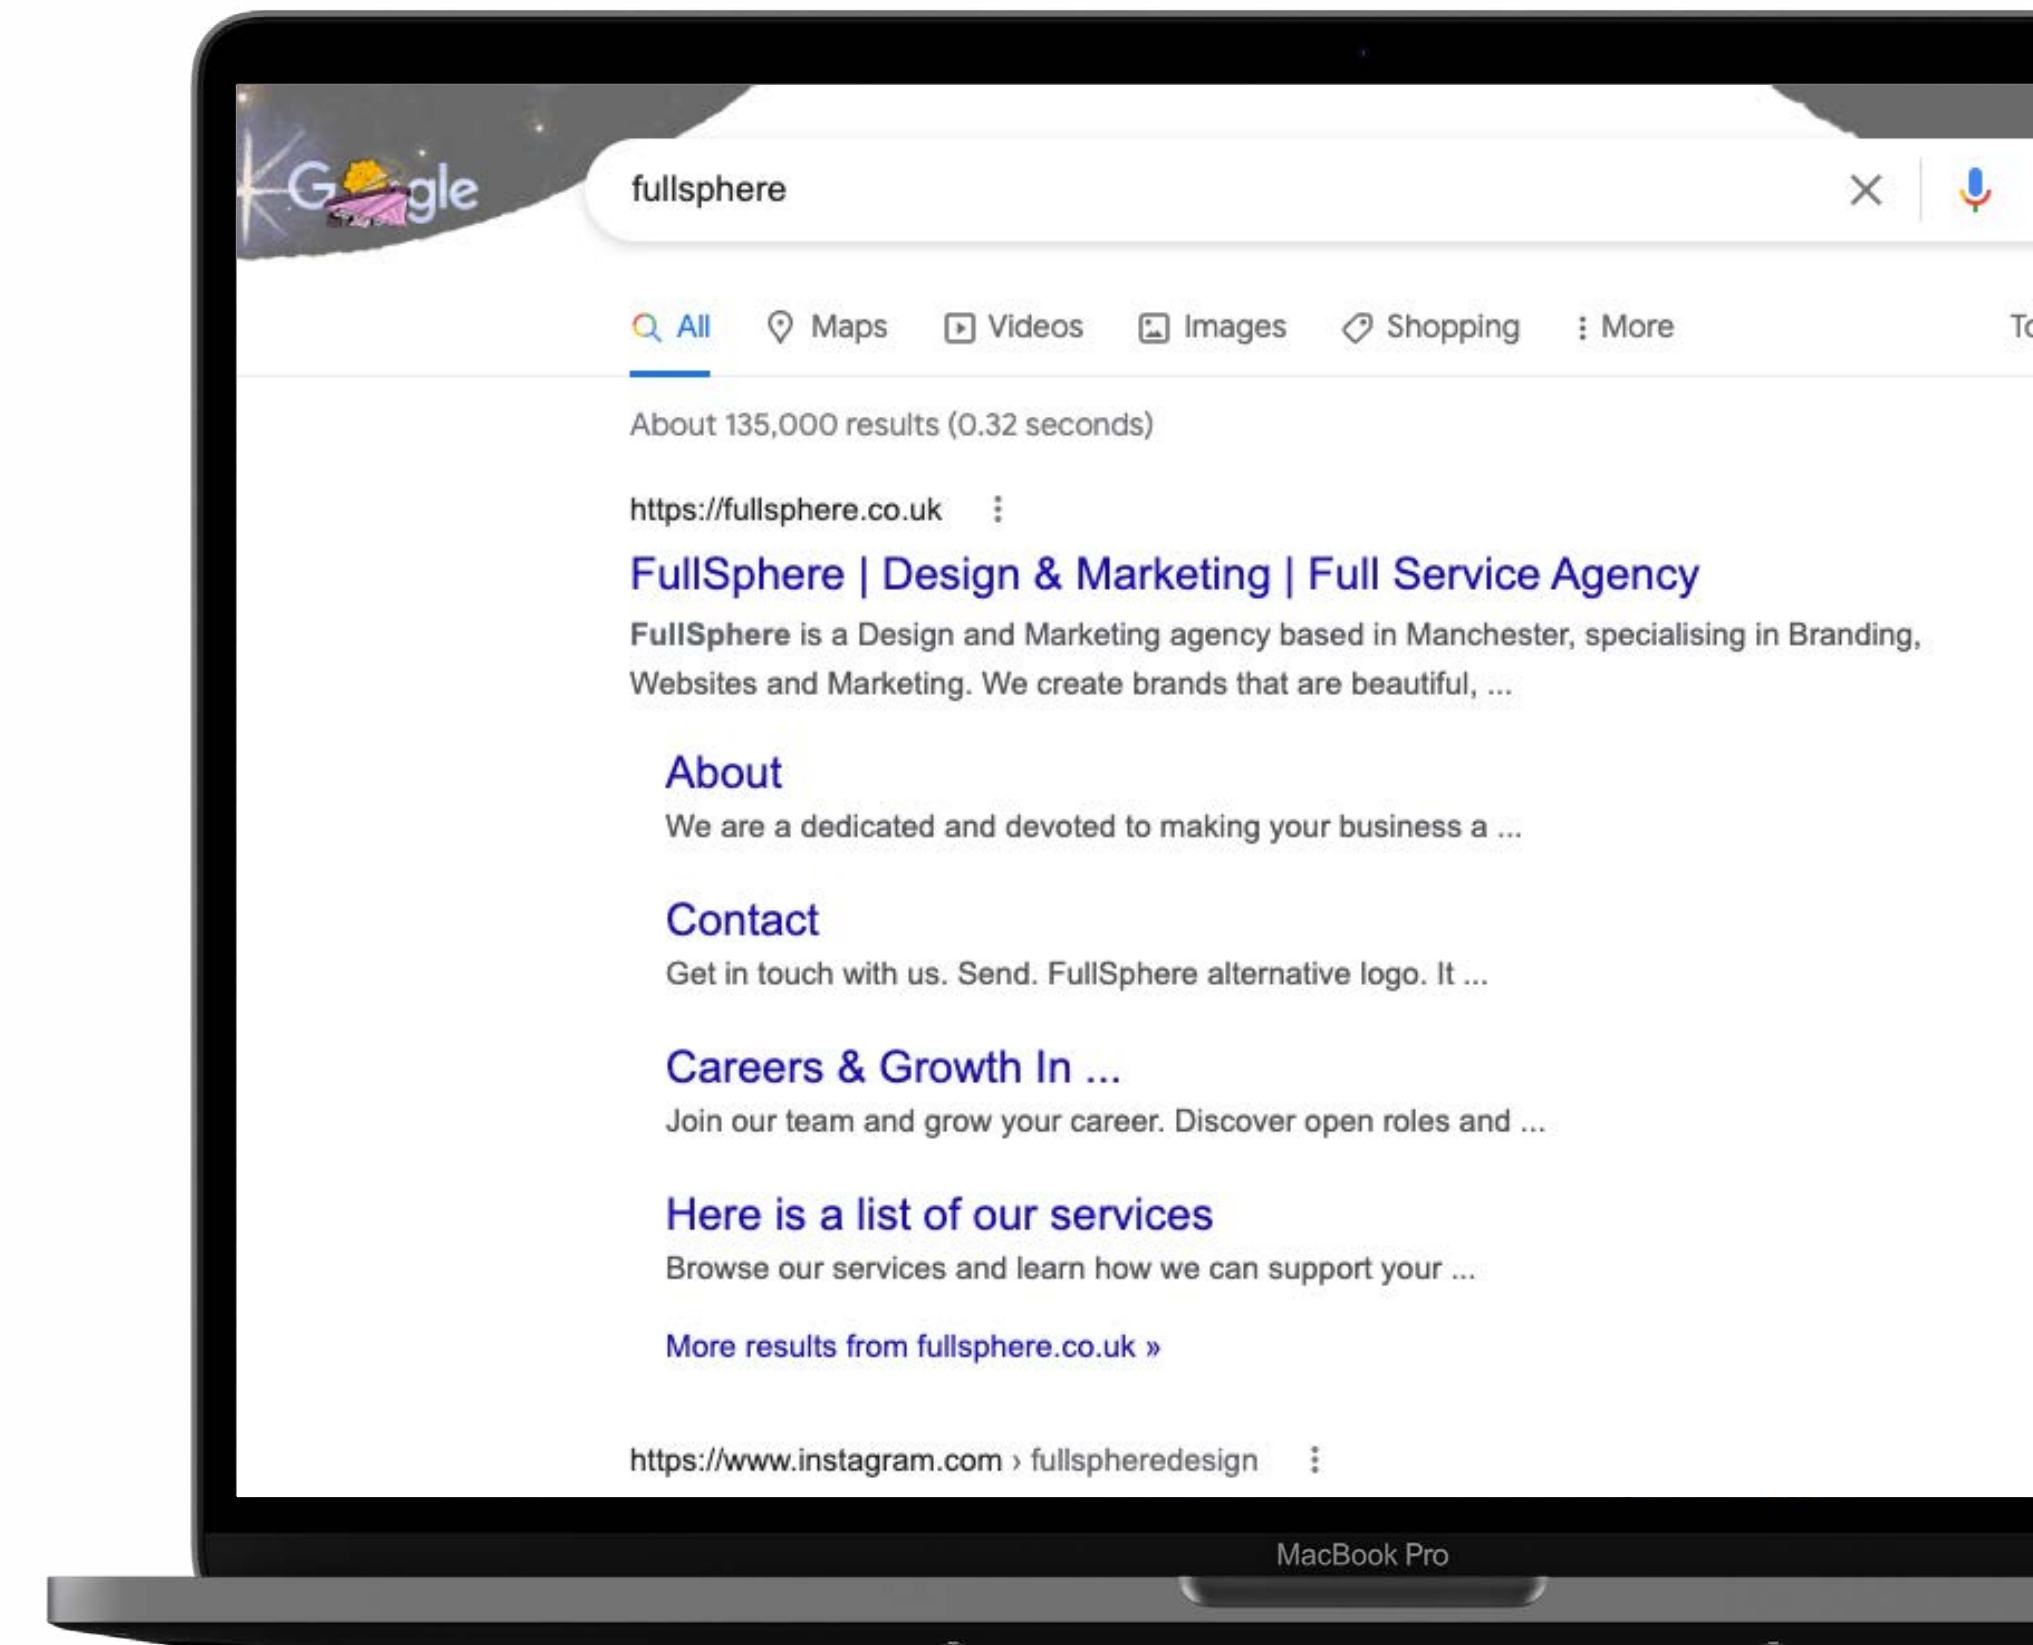 Google
fullsphere
All Maps Videos Images Shopping More
About 135,000 results (0.32 seconds)
https://fullsphere.co.uk
FullSphere | Design & Marketing | Full Service Agency
FullSphere is a Design and Marketing agency based in Manchester, specialising in Branding,
Websites and Marketing. We create brands that are beautiful, ...
About
We are a dedicated and devoted to making your business a ...
Contact
Get in touch with us. Send. FullSphere alternative logo. It ...
Careers & Growth In ...
Join our team and grow your career. Discover open roles and ...
Here is a list of our services
Browse our services and learn how we can support your ...
More results from fullsphere.co.uk »
https://www.instagram.com › fullspheredesign
MacBook Pro